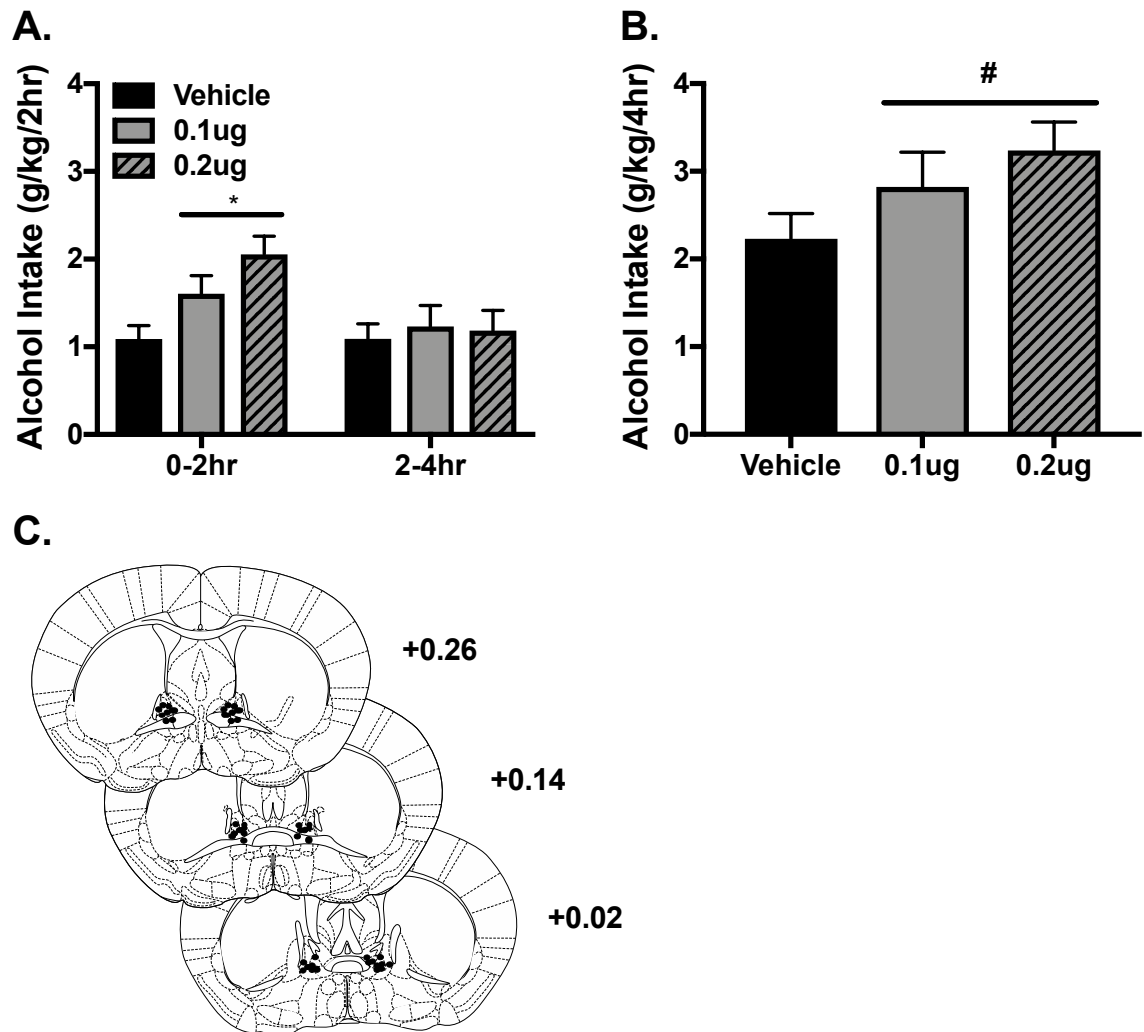 A.
Alcohol Intake (g/kg/2hr)
4
3
2
1
0
Vehicle
0.1ug
0.2ug
*
0-2hr
2-4hr
B.
Alcohol Intake (g/kg/4hr)
4
3
2
1
0
#
Vehicle
0.1ug
0.2ug
C.
+0.26
+0.14
+0.02